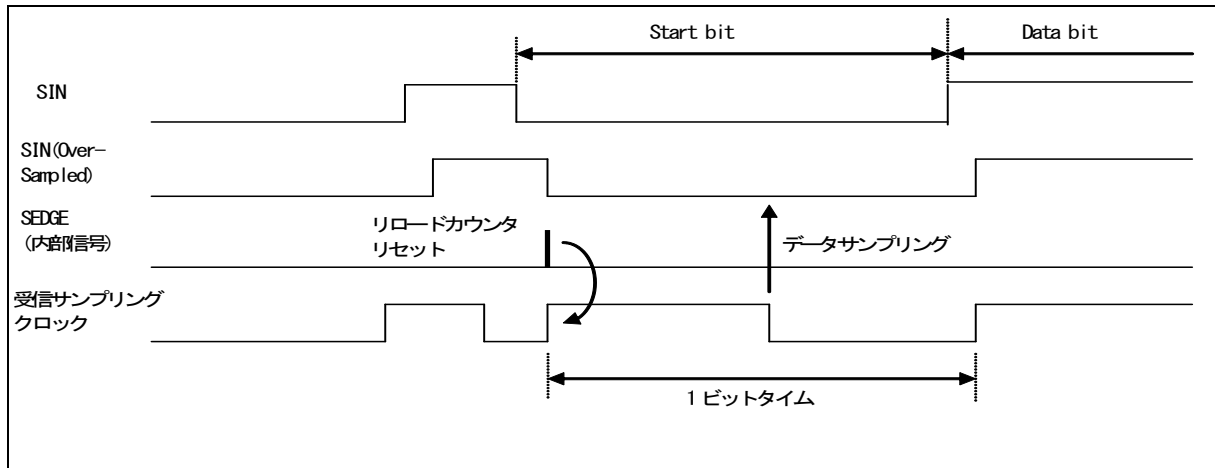 Start bit
Data bit
SIN
SIN(Over-
Sampled)
SEDGE
(内部信号)
リロードカウンタ
リセット
データサンプリング
受信サンプリング
クロック
1 ビットタイム